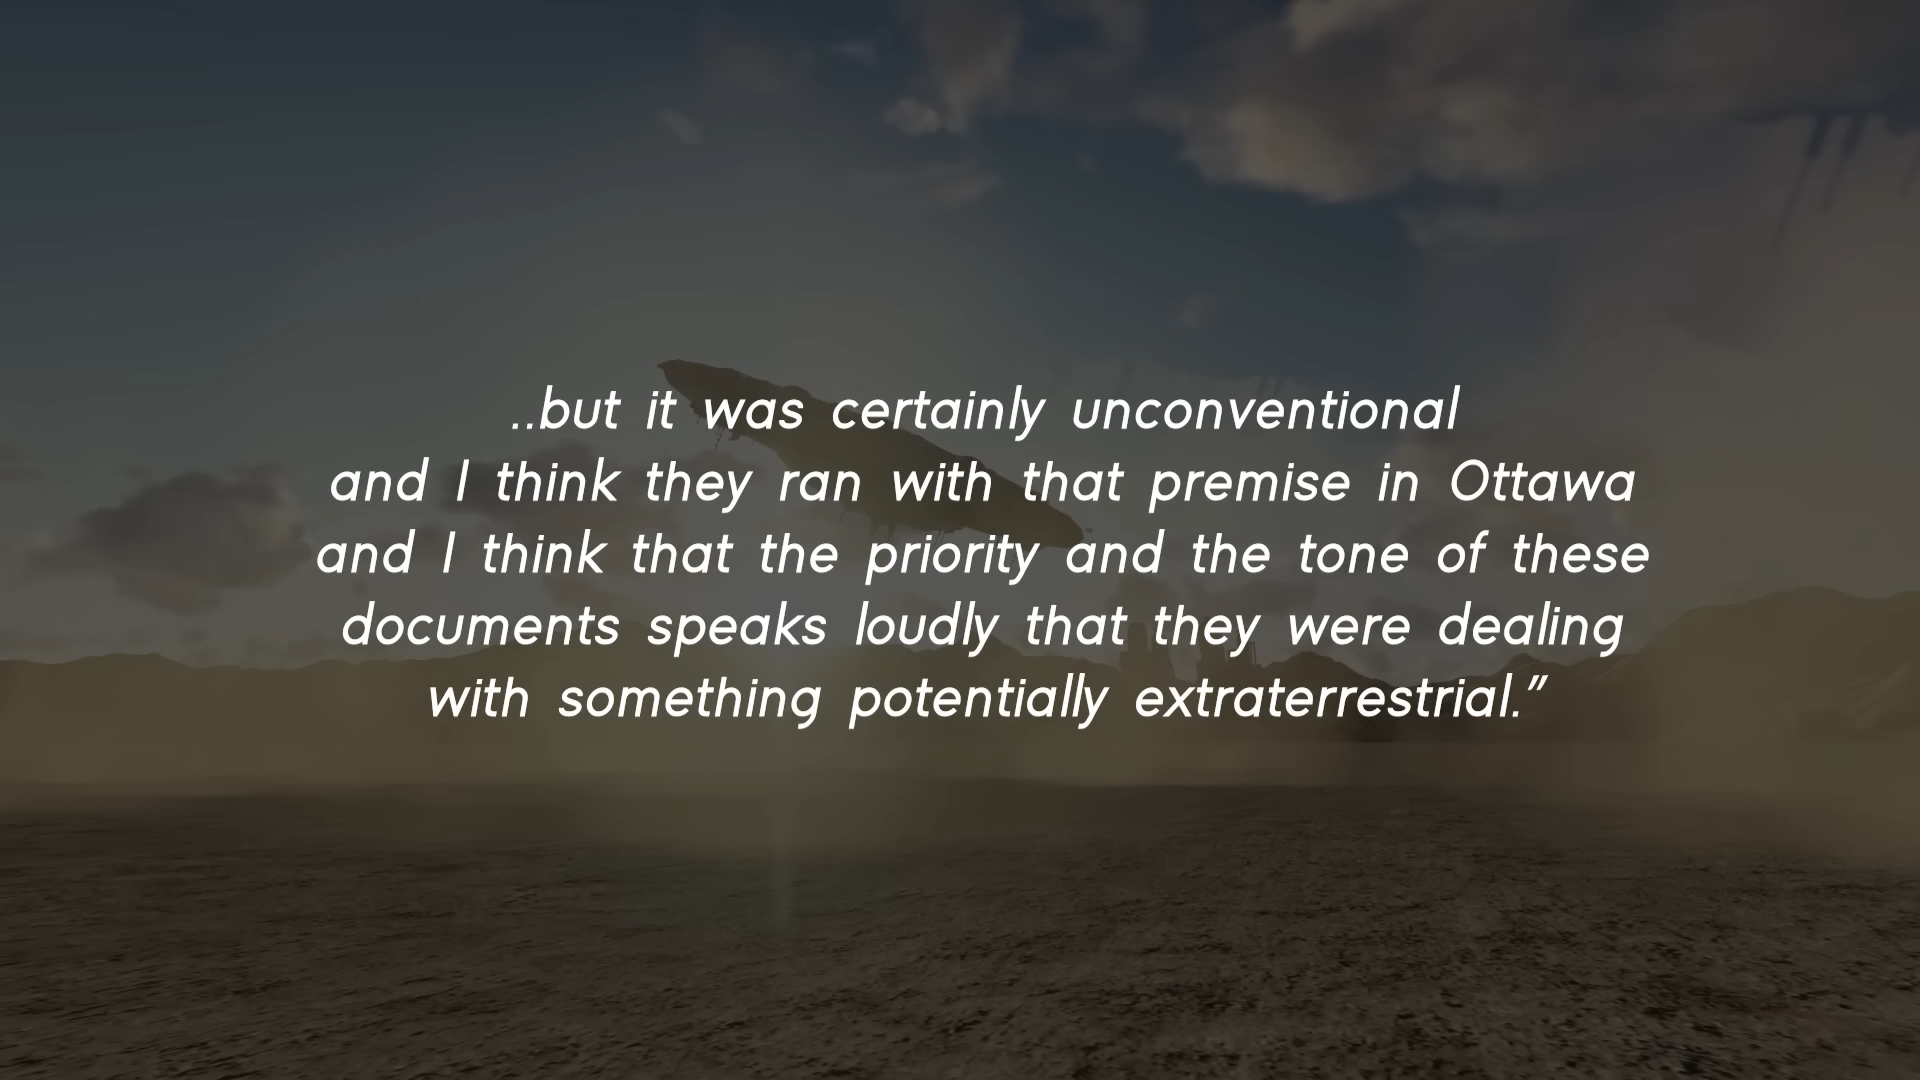 ..but it was certainly unconventional
and I think they ran with that premise in Ottawa
and I think that the priority and the tone of these
documents speaks loudly that they were dealing
with something potentially extraterrestrial.”